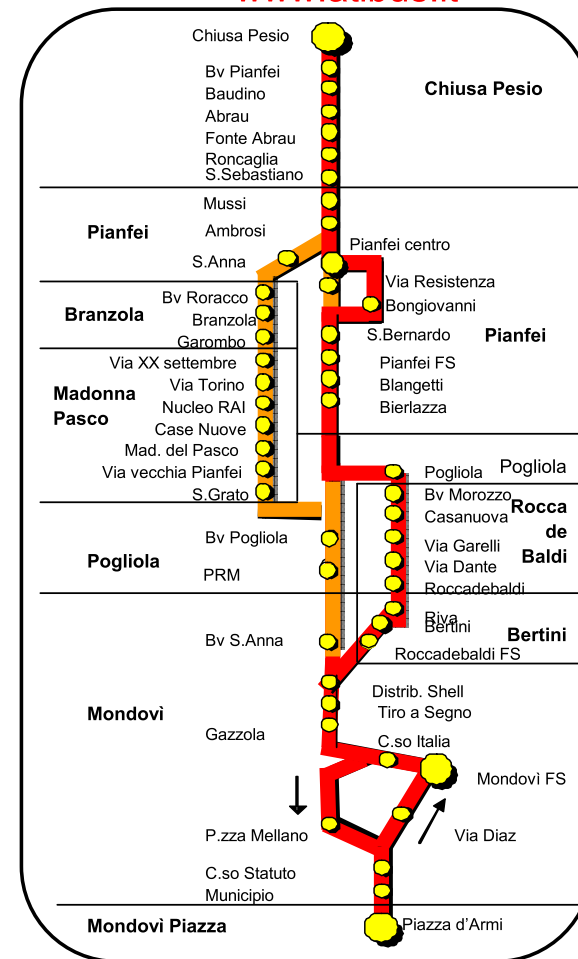 Chiusa Pesio
Bv Pianfei
Chiusa Pesio
Baudino
Abrau
Fonte Abrau
Roncaglia
S.Sebastiano
Mussi
Pianfei
Ambrosi
Pianfei centro
S.Anna
Via Resistenza
Bv Roracco
Bongiovanni
Branzola
Branzola
S.Bernardo
Pianfei
Garombo
Via XX settembre
Pianfei FS
Via Torino
Blangetti
Madonna
Pasco
Nucleo RAI
Bierlazza
Case Nuove
Mad. del Pasco
Via vecchia Pianfei
Pogliola
Pogliola
S.Grato
Bv Morozzo
Casanuova
Rocca
de
Baldi
Bv Pogliola
Via Garelli
Pogliola
Via Dante
PRM
Roccadebaldi
Riva
Bertini
Bertini
Bv S.Anna
Roccadebaldi FS
Distrib. Shell
Mondovì
Tiro a Segno
Gazzola
C.so Italia
Mondovì FS
P.zza Mellano
Via Diaz
C.so Statuto
Municipio
Mondovì Piazza
Piazza d'Armi